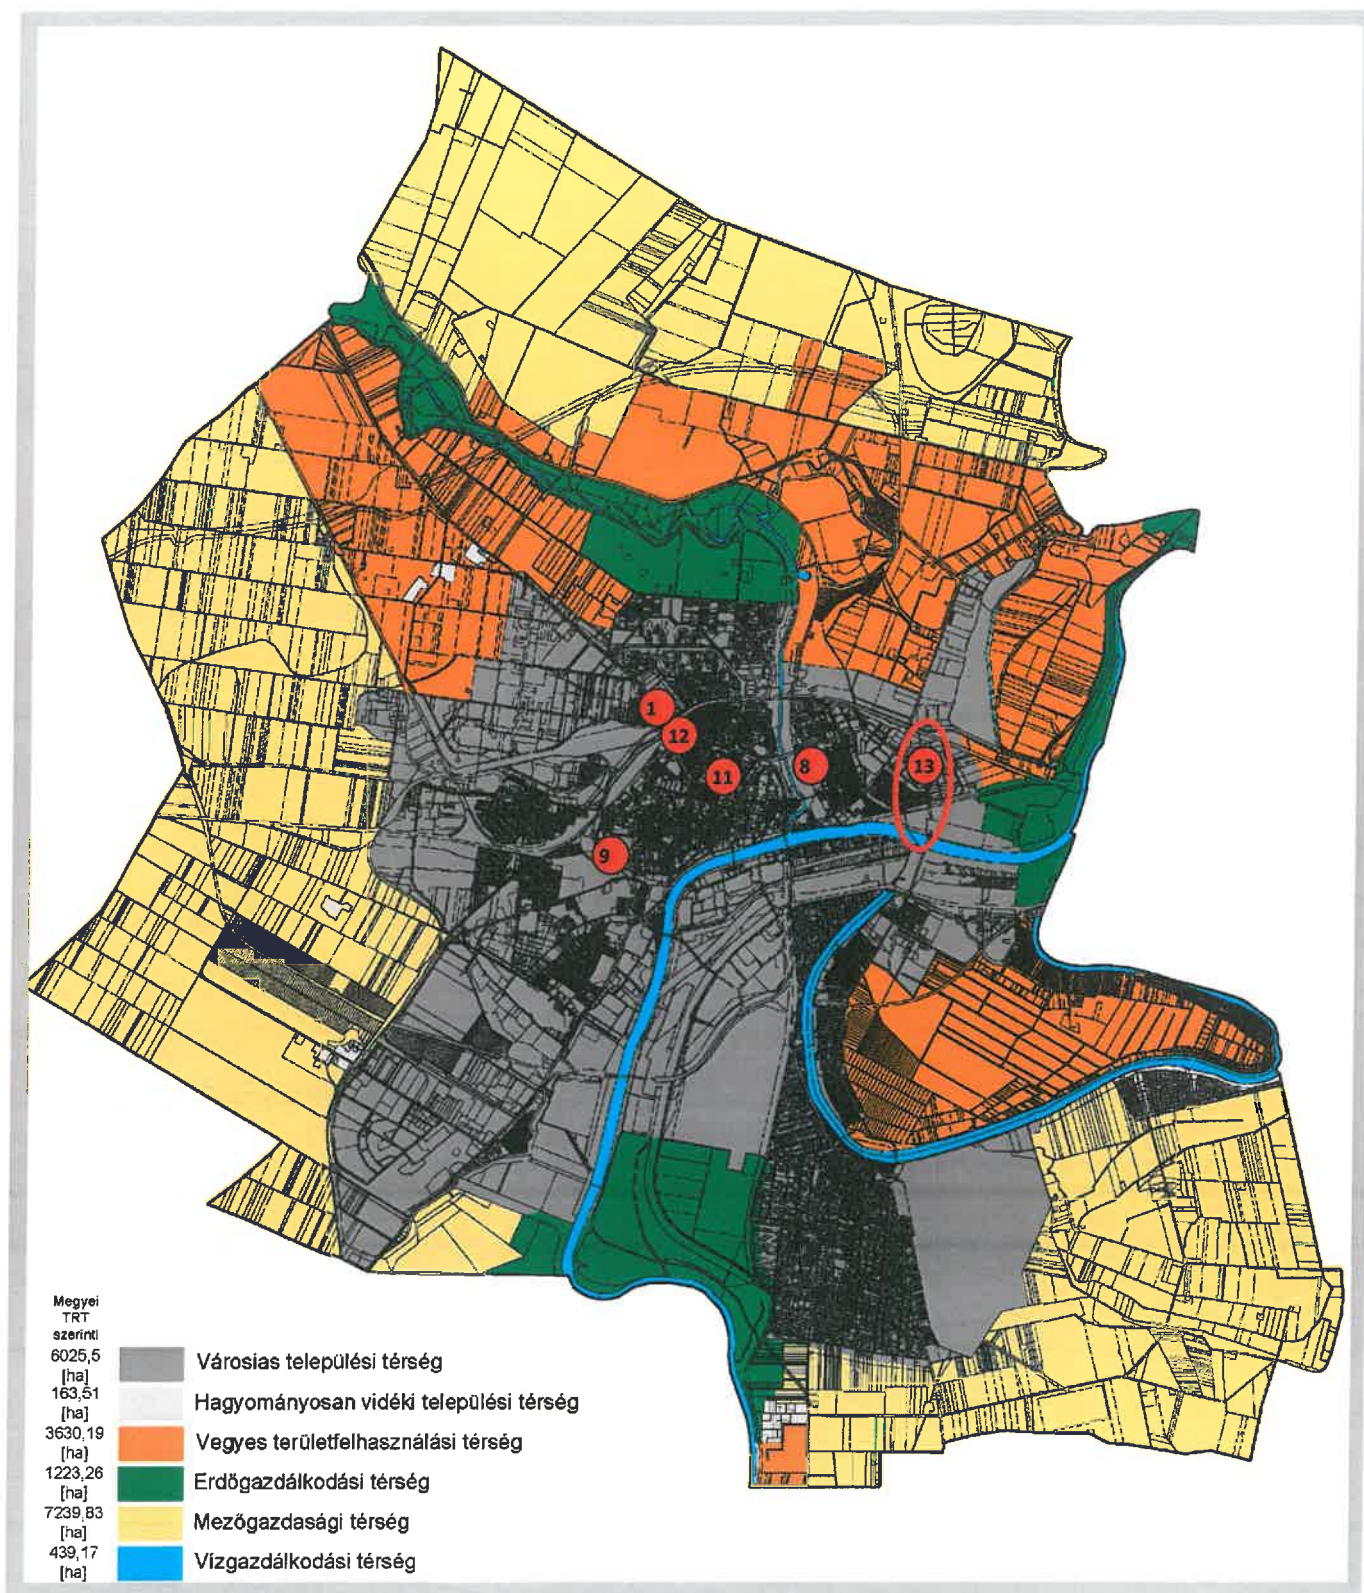 1
12
11
8
13
9
Megyei
TRT
szerinti
6025,5
[ha]
Városias települési térség
163,51
[ha]
Hagyományosan vidéki települési térség
3630,19
[ha]
Vegyes területfelhasználási térség
1223,26
[ha]
Erdőgazdálkodási térség
7239,83
[ha]
Mezőgazdasági térség
439,17
[ha]
Vízgazdálkodási térség